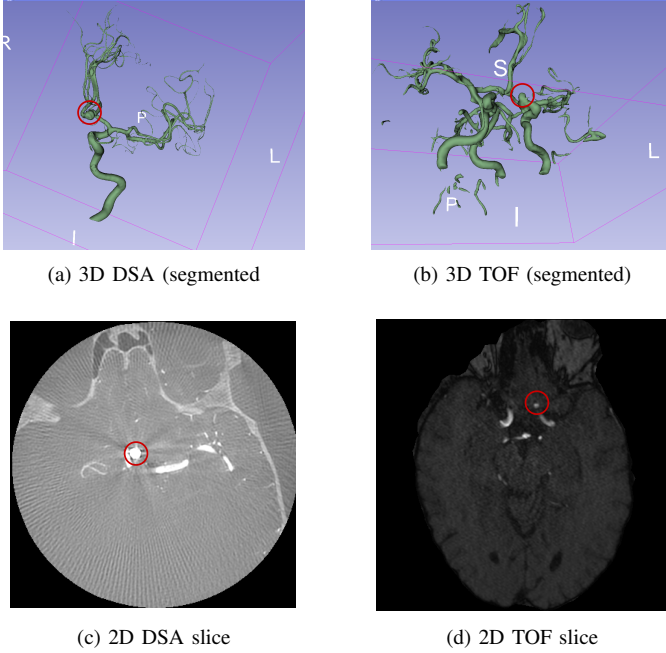 R
P
L
I
S
L
P
I
(a) 3D DSA (segmented
(b) 3D TOF (segmented)
(c) 2D DSA slice
(d) 2D TOF slice